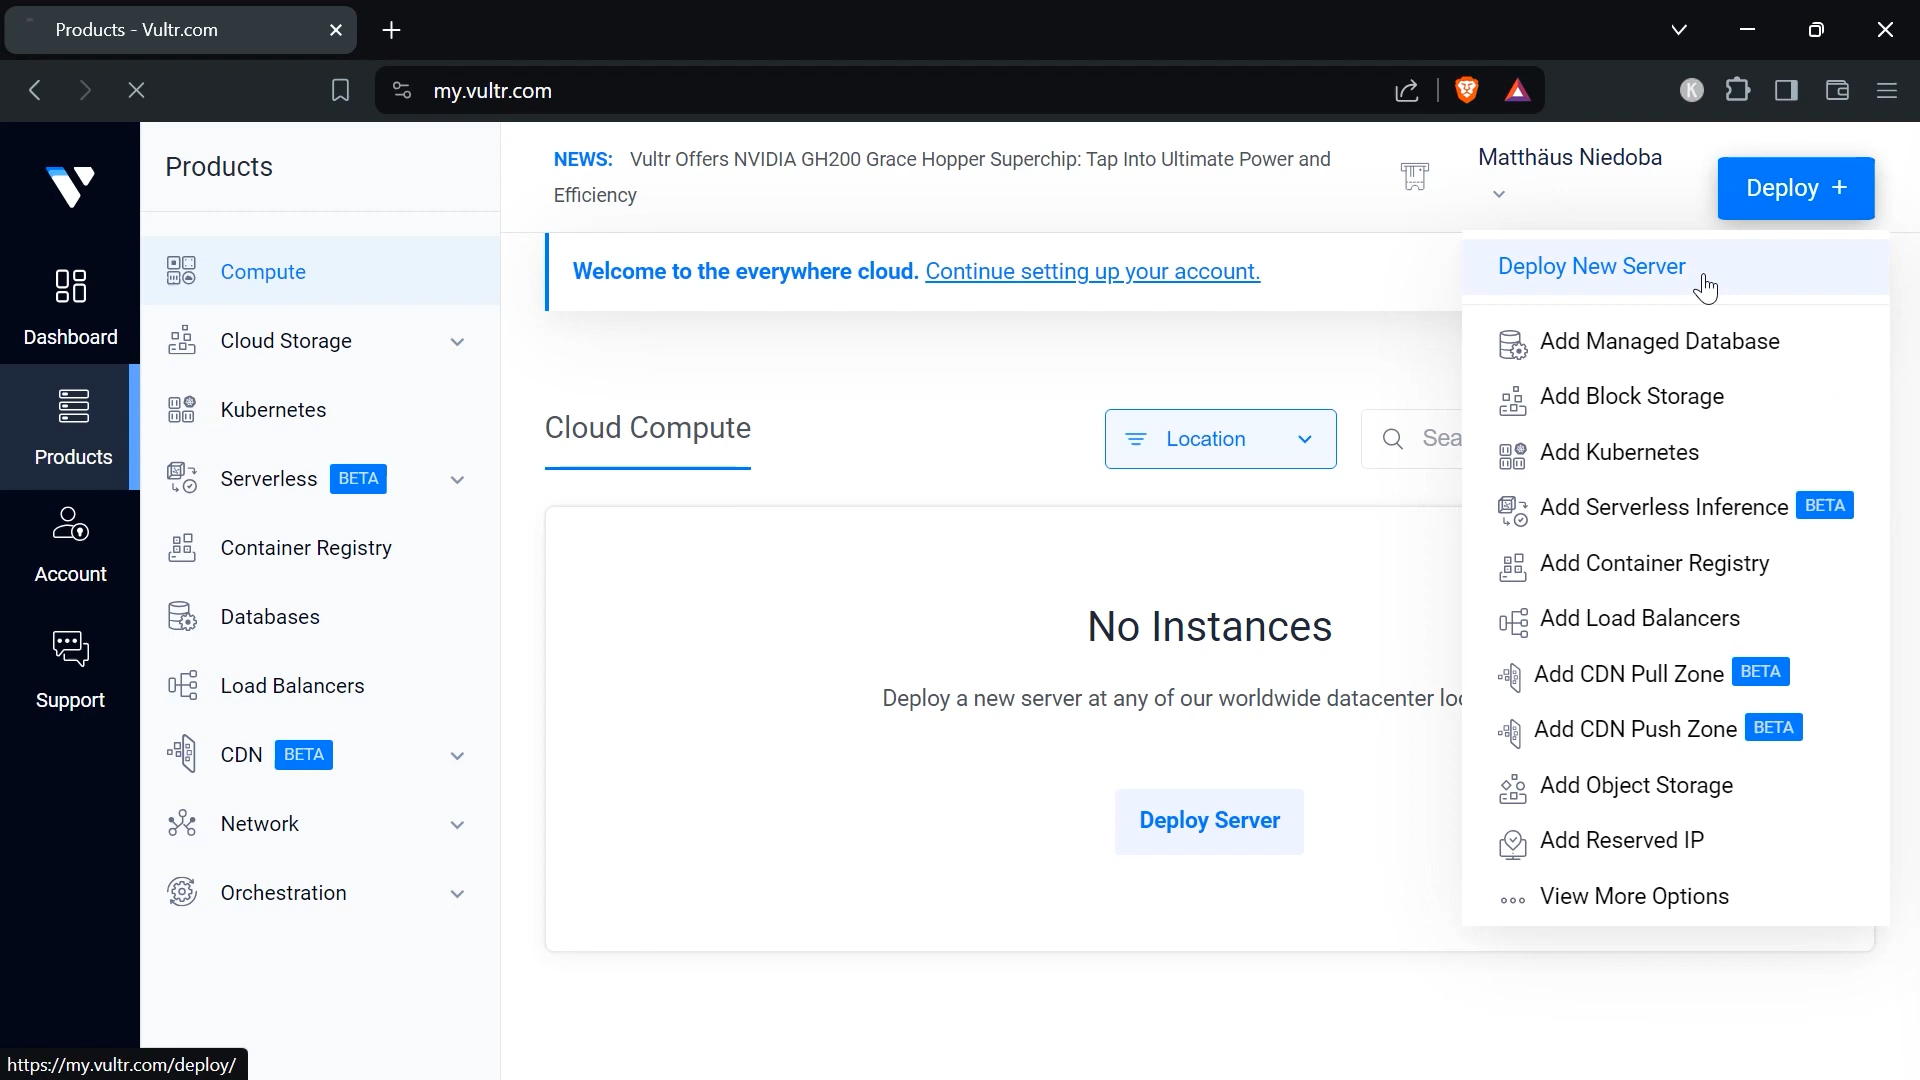 Products - Vultr.com
my.vultr.com
K
Products
Dashboard
Products
Account
Support
Compute
Cloud Storage
Kubernetes
Serverless BETA
Container Registry
Databases
Load Balancers
CDN BETA
Network
Orchestration
NEWS: Vultr Offers NVIDIA GH200 Grace Hopper Superchip: Tap Into Ultimate Power and
Efficiency
Matthäus Niedoba
Deploy +
Welcome to the everywhere cloud. Continue setting up your account.
Cloud Compute
Location
Sea
No Instances
Deploy a new server at any of our worldwide datacenter loc
Deploy Server
Deploy New Server
Add Managed Database
Add Block Storage
Add Kubernetes
Add Serverless Inference BETA
Add Container Registry
Add Load Balancers
Add CDN Pull Zone BETA
Add CDN Push Zone BETA
Add Object Storage
Add Reserved IP
View More Options
https://my.vultr.com/deploy/